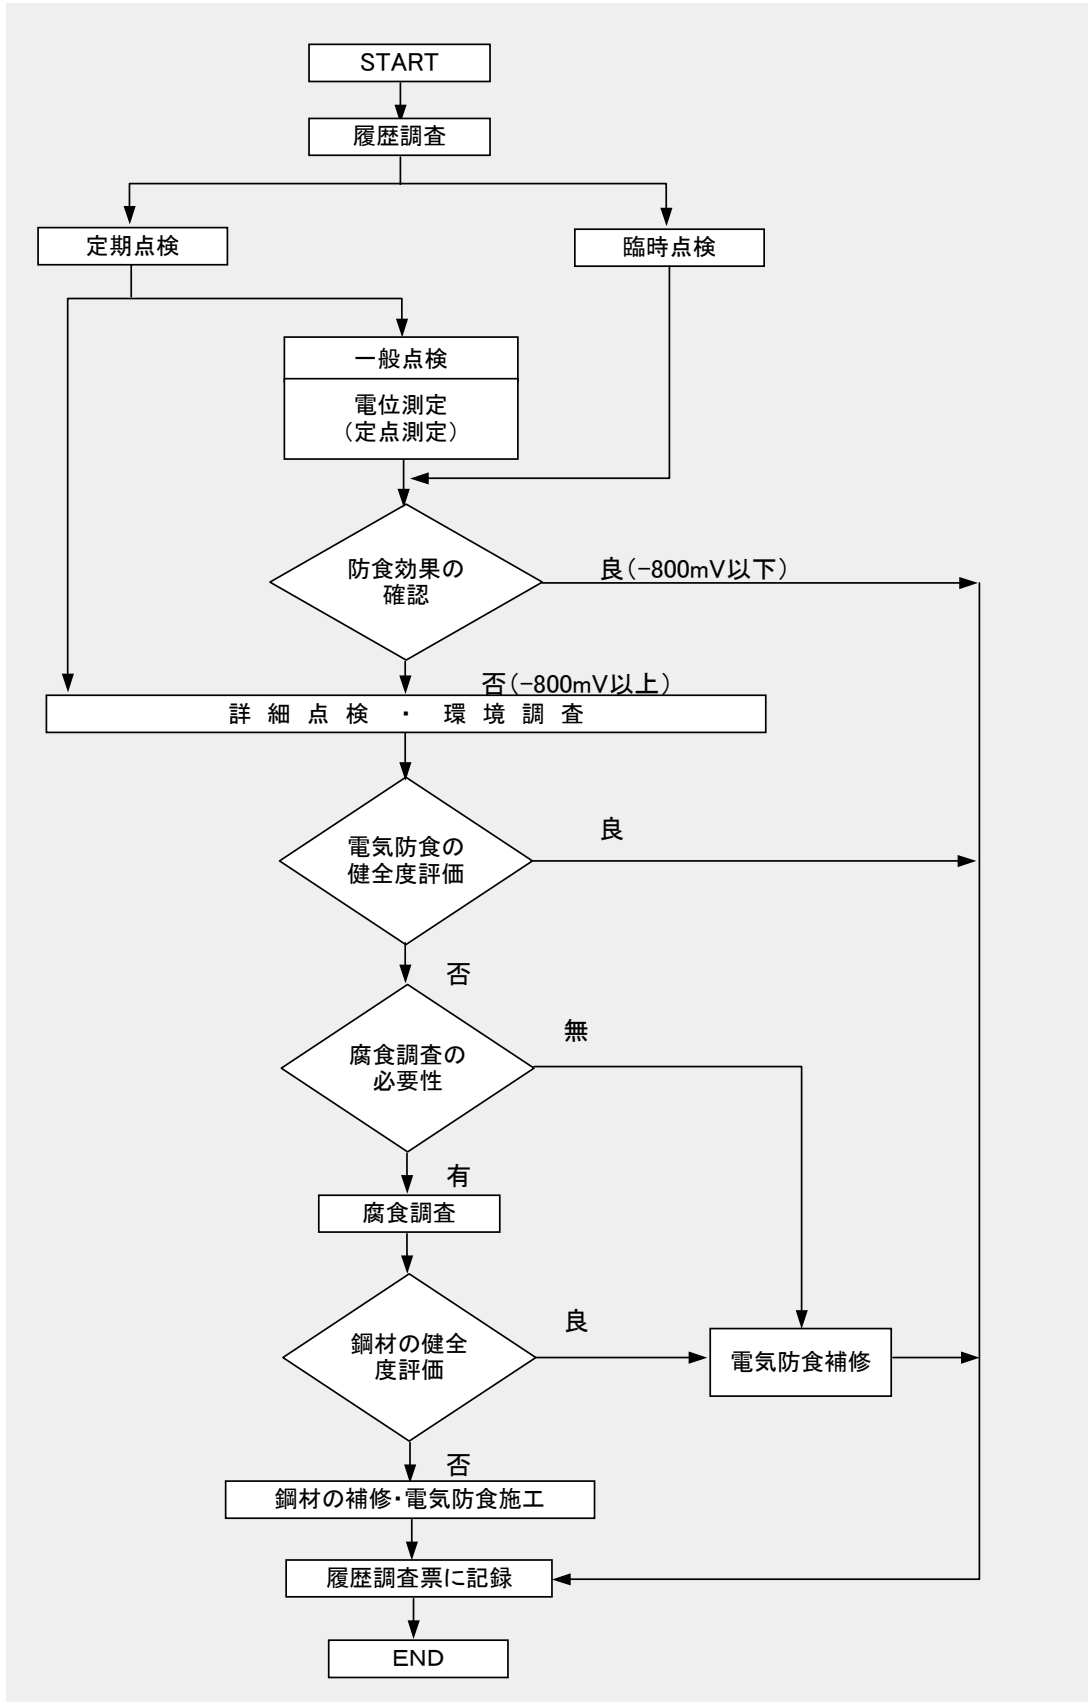 START
履歴調査
定期点検
臨時点検
一般点検
電位測定
（定点測定）
防食効果の
確認
良（-800mV以下）
否（-800mV以上）
詳細点検・環境調査
電気防食の
健全度評価
良
否
腐食調査の
必要性
無
有
腐食調査
鋼材の健全
度評価
良
電気防食補修
否
鋼材の補修・電気防食施工
履歴調査票に記録
END